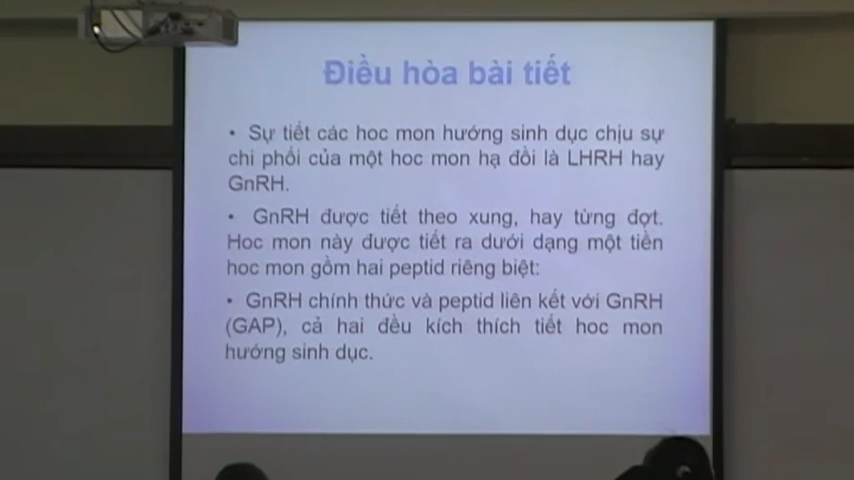 Điều hòa bài tiết
• Sự tiết các hoc mon hướng sinh dục chịu sự
chi phối của một hoc mon hạ đồi là LHRH hay
GnRH.
• GnRH được tiết theo xung, hay từng đợt.
Hoc mon này được tiết ra dưới dạng một tiền
hoc mon gồm hai peptid riêng biệt:
• GnRH chính thức và peptid liên kết với GnRH
(GAP), cả hai đều kích thích tiết hoc mon
hướng sinh dục.